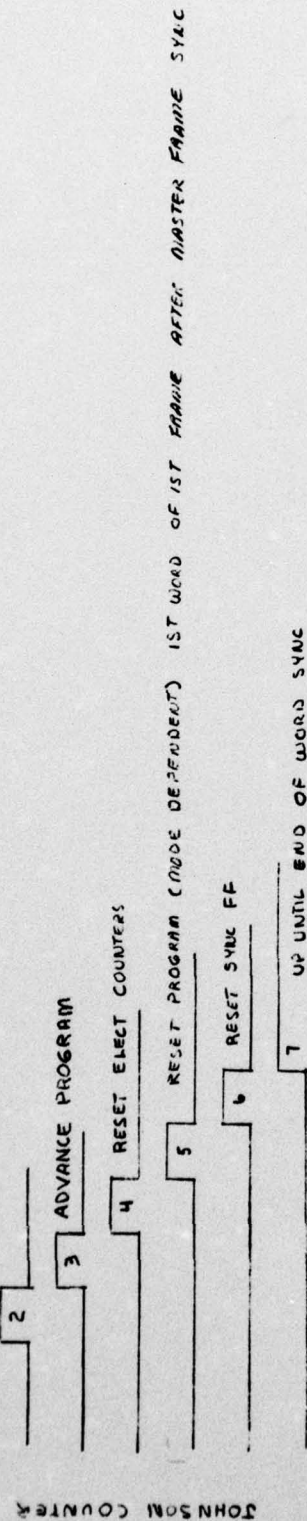 JOHNSON COUNTER
2
3 ADVANCE PROGRAM
4 RESET ELECT COUNTERS
5 RESET PROGRAM (MODE DEPENDENT) 1ST WORD OF 1ST FRAME AFTER MASTER FRAME SYNC
6 RESET SYNC FF
7 UP UNTIL END OF WORD SYNC